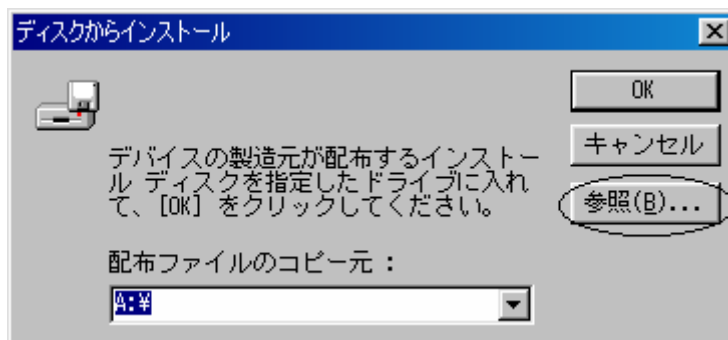 ディスクからインストール
OK
キャンセル
参照(B)...
デバイスの製造元が配布するインストー
ル ディスクを指定したドライブに入れ
て、[OK] をクリックしてください。
配布ファイルのコピー元 :
A:¥